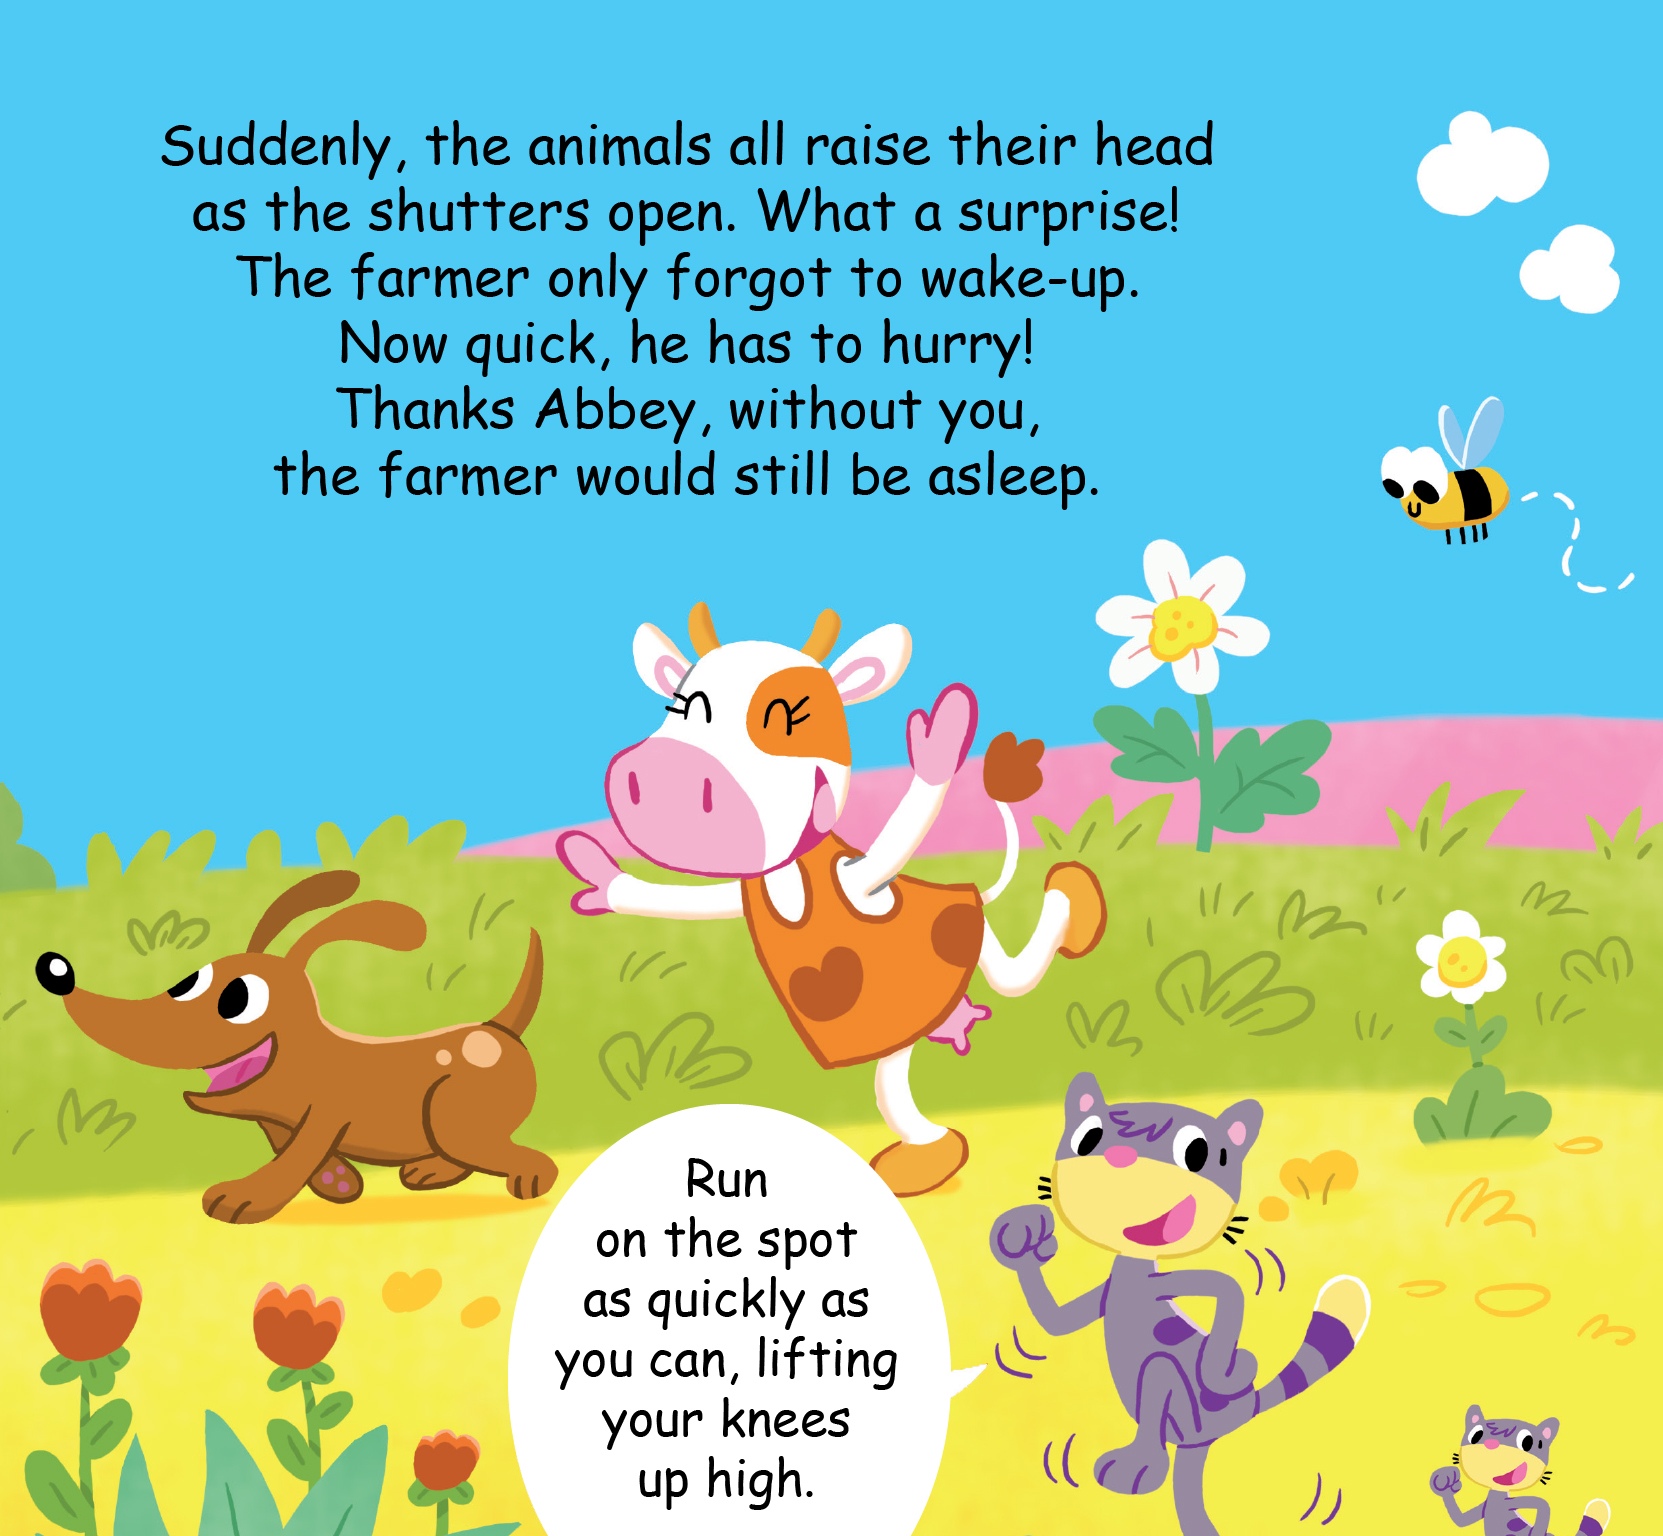 Suddenly, the animals all raise their head
as the shutters open. What a surprise!
The farmer only forgot to wake-up.
Now quick, he has to hurry!
Thanks Abbey, without you,
the farmer would still be asleep.
Run
on the spot
as quickly as
you can, lifting
your knees
up high.